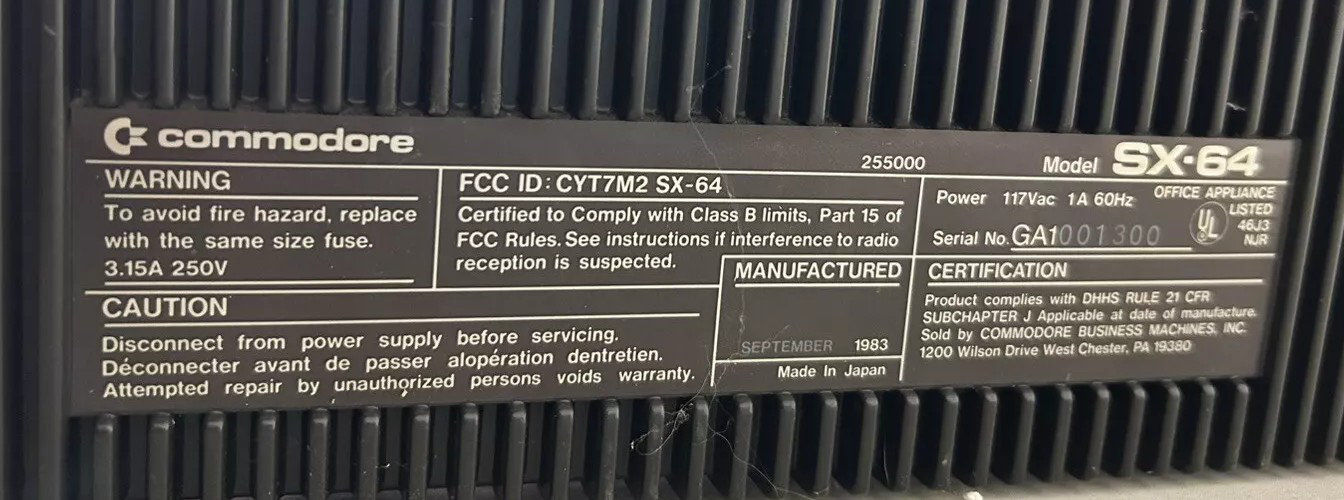 commodore
255000
Model SX-64
WARNING
To avoid fire hazard, replace
with the same size fuse.
3.15A 250V
FCC ID: CYT7M2 SX-64
Certified to Comply with Class B limits, Part 15 of
FCC Rules. See instructions if interference to radio
reception is suspected.
Power 117Vac 1A 60Hz
OFFICE APPLIANCE
UL
LISTED
46J3
NJR
Serial No. GA1001300
CAUTION
Disconnect from power supply before servicing.
Déconnecter avant de passer alopération dentretien.
Attempted repair by unauthorized persons voids warranty.
MANUFACTURED
SEPTEMBER 1983
Made In Japan
CERTIFICATION
Product complies with DHHS RULE 21 CFR
SUBCHAPTER J Applicable at date of manufacture.
Sold by COMMODORE BUSINESS MACHINES, INC.
1200 Wilson Drive West Chester, PA 19380